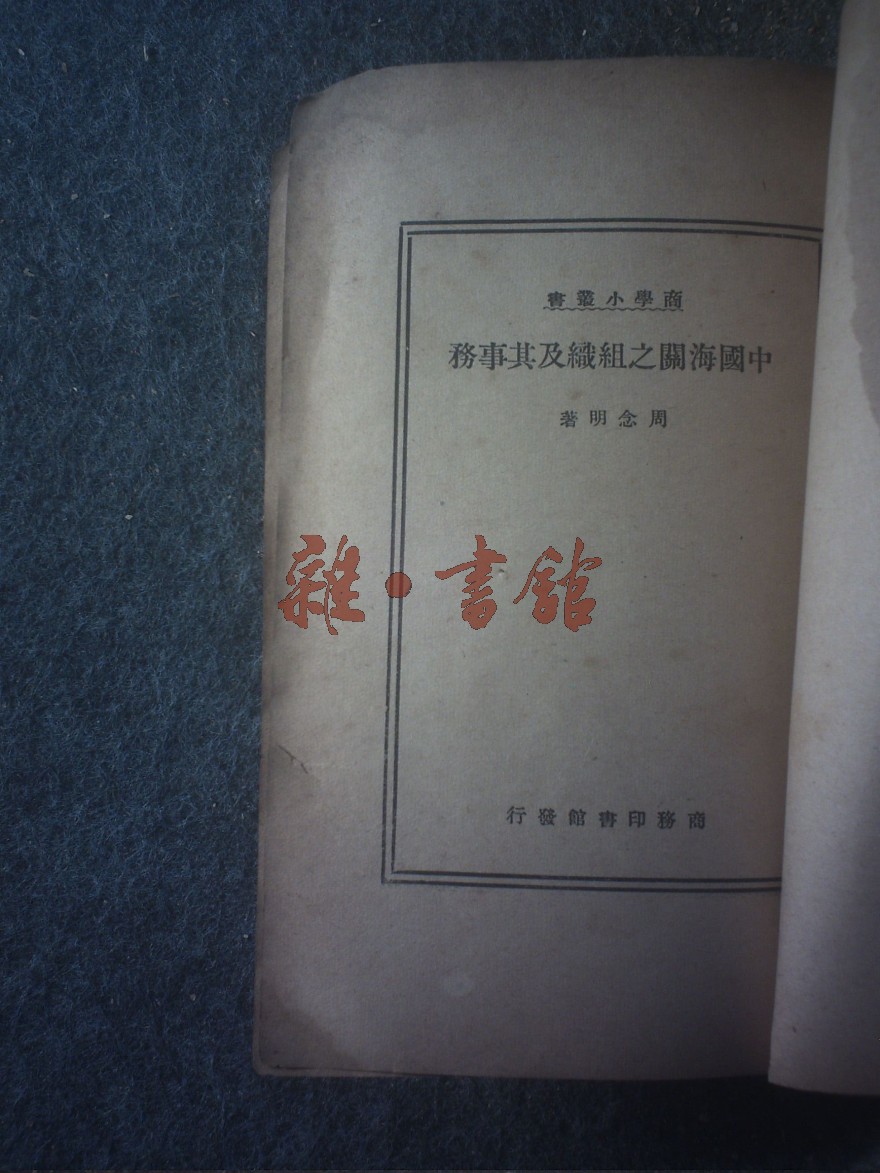 商學小叢書
中國海關之組織及其事務
周念明著
雜·書館
商務印書館發行